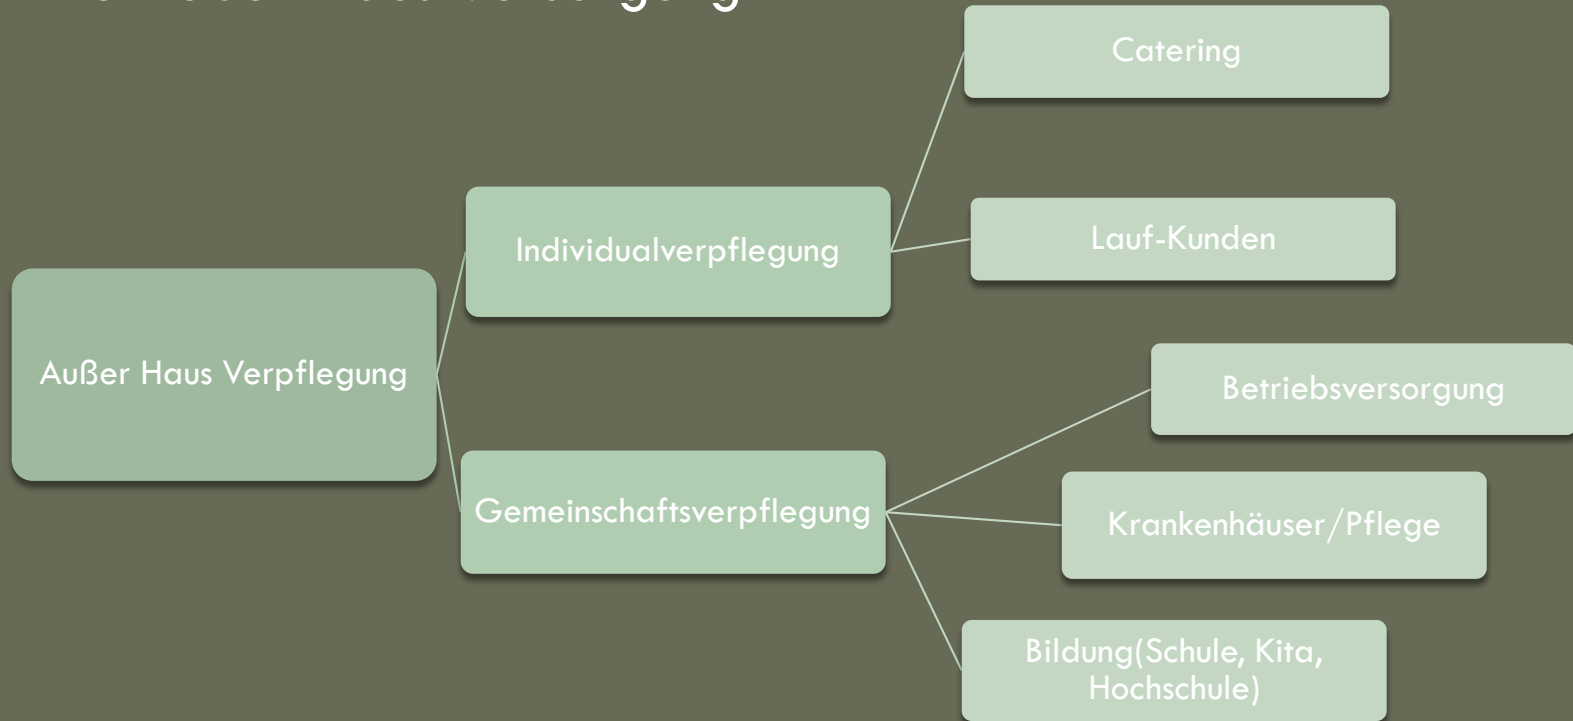 Catering
Individualverpflegung
Lauf-Kunden
Außer Haus Verpflegung
Betriebsversorgung
Gemeinschaftsverpflegung
Krankenhäuser/Pflege
Bildung(Schule, Kita,
Hochschule)